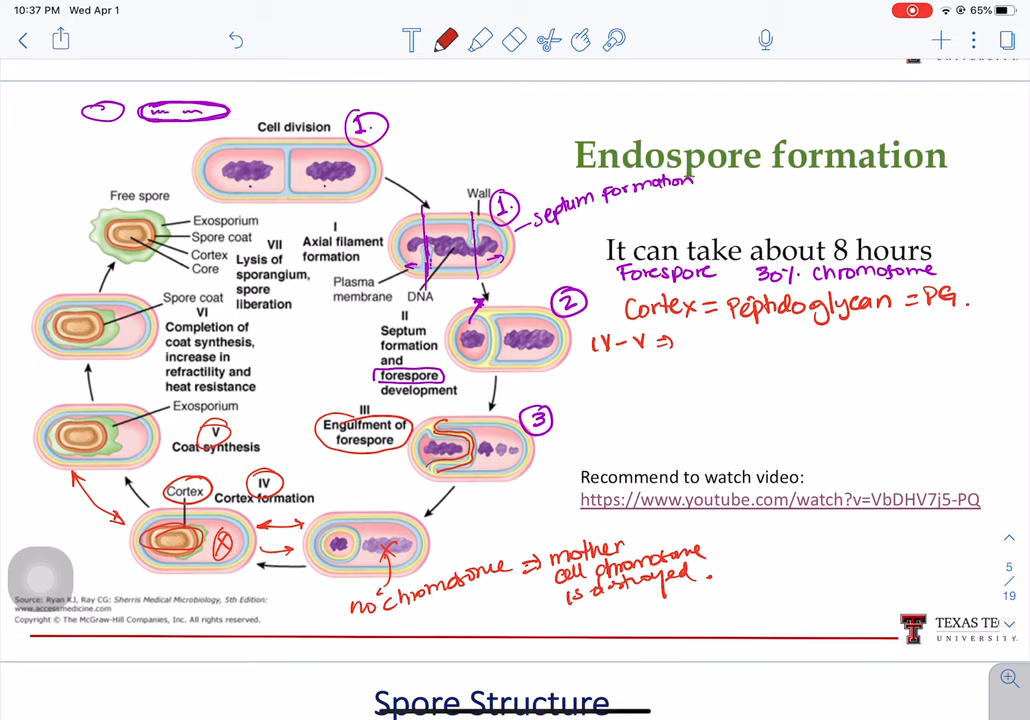 10:37 PM Wed Apr 1
65%
Cell division
1.
Endospore formation
Free spore
Wall
1.
septum formation
Exosporium
Spore coat
Cortex
Core
I
Axial filament
formation
VII
Lysis of
sporangium,
spore
liberation
Plasma
membrane
DNA
It can take about 8 hours
Forespore 30% chromosome
Cortex = Peptdoglycan = PG.
IV-V ⇒
Spore coat
VI
Completion of
coat synthesis,
increase in
refractility and
heat resistance
II
Septum
formation
and
forespore
development
2
Exosporium
V
Coat synthesis
III
Engulfment of
forespore
3
Recommend to watch video:
https://www.youtube.com/watch?v=VbDHV7j5-PQ
Cortex
IV
Cortex formation
no chromosome ⇒ mother
cell chromosome
is destroyed.
5
/
19
Source: Ryan KJ, Ray CG: Sherris Medical Microbiology, 5th Edition:
www.accessmedicine.com
Copyright © The McGraw-Hill Companies, Inc. All rights reserved.
TEXAS TE
UNIVERSITY
Spore Structure